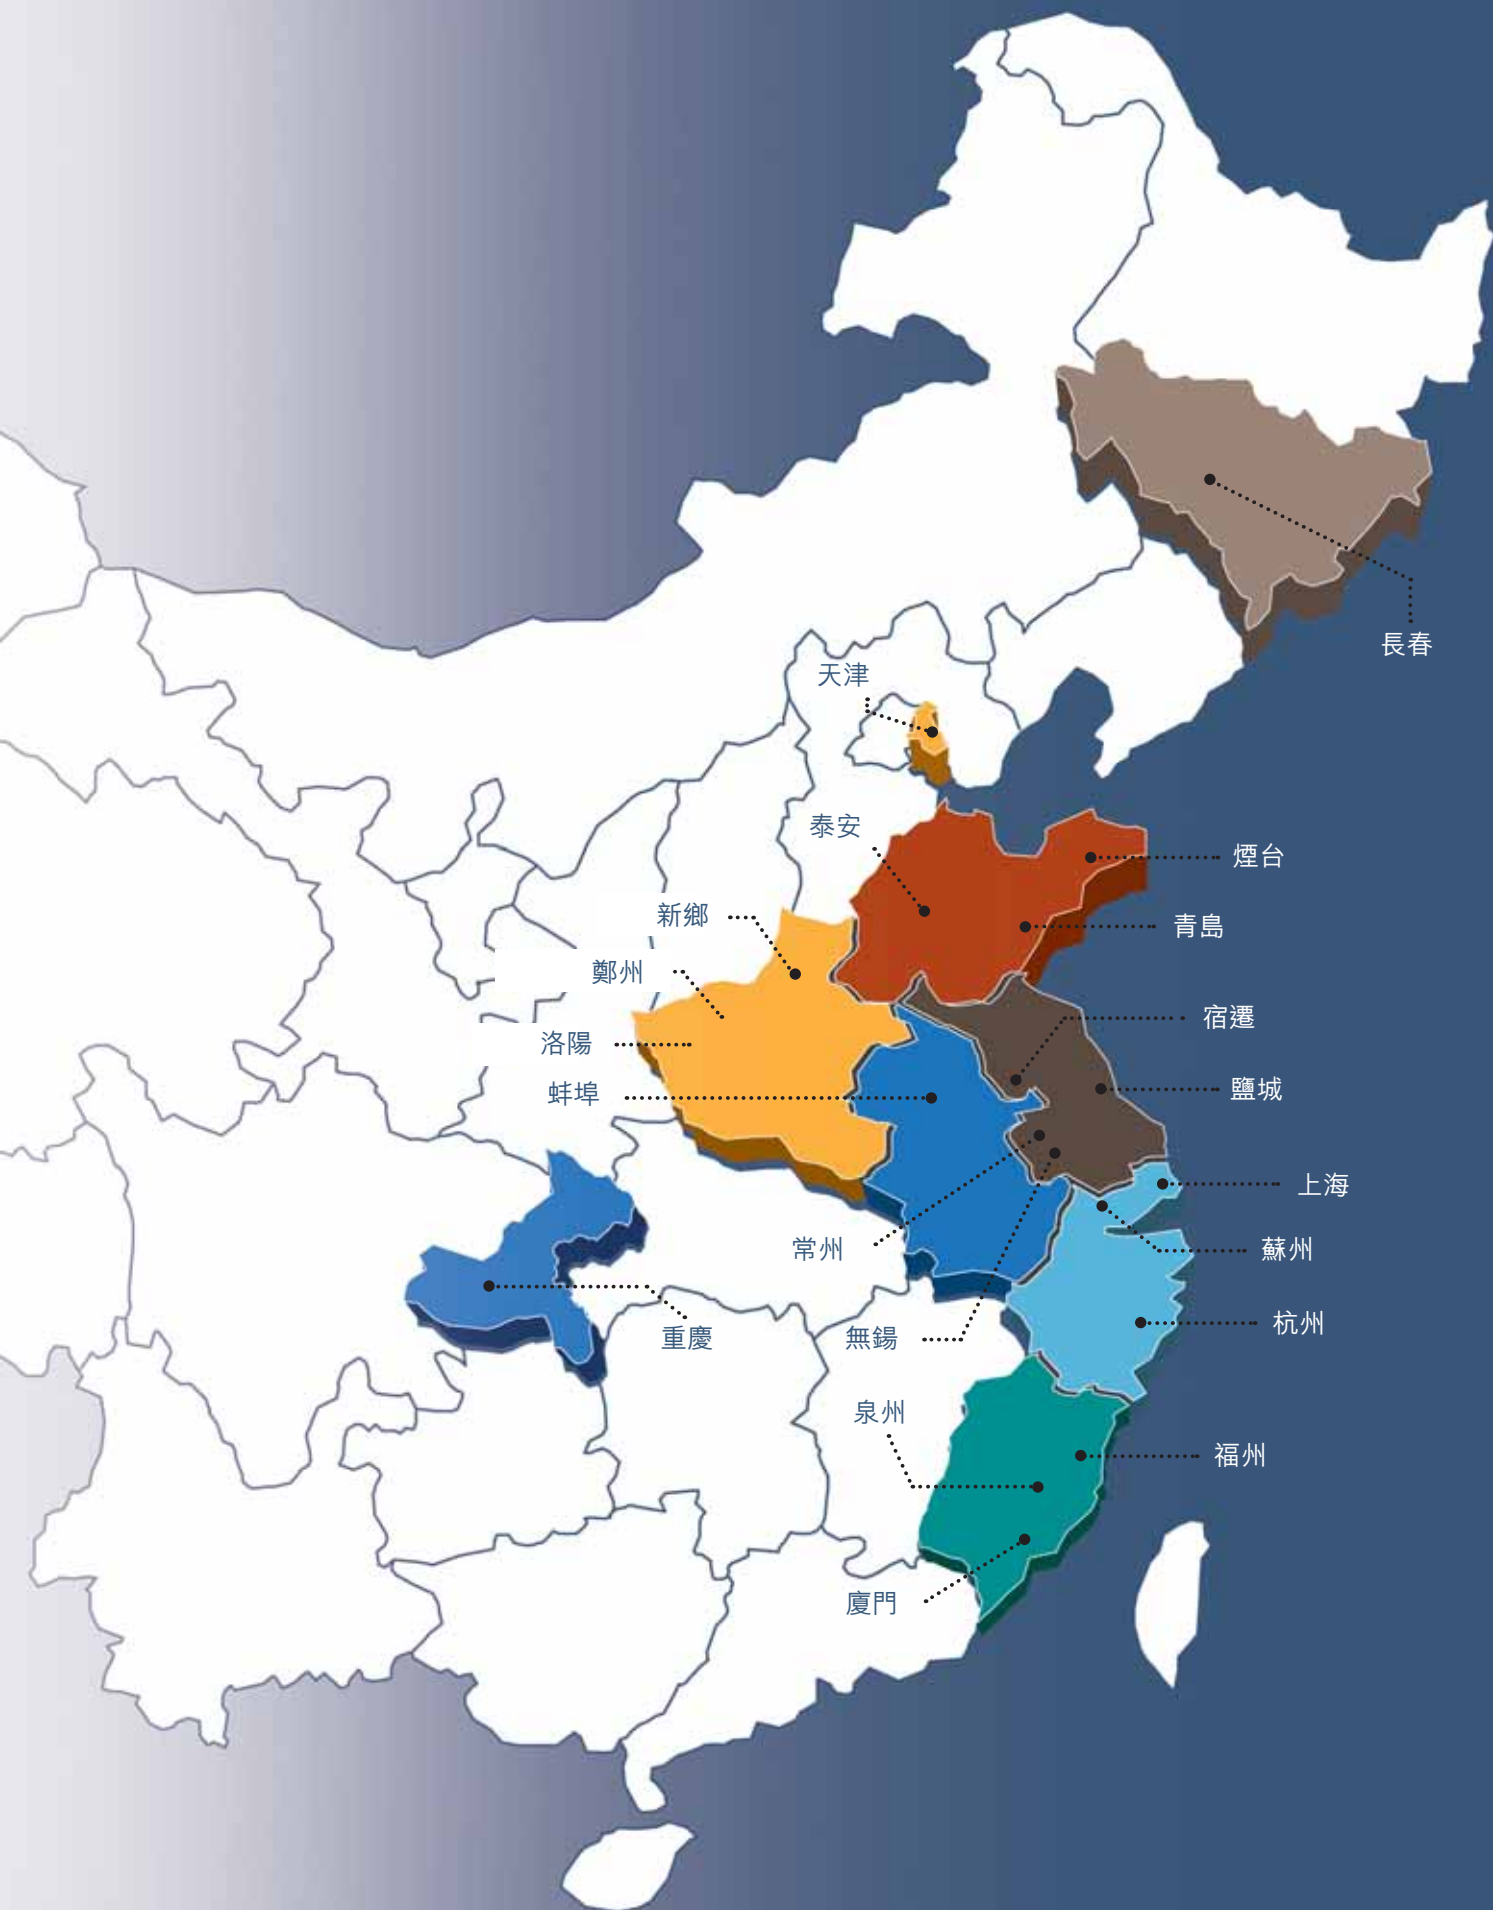 長春
天津
泰安
煙台
新鄉
青島
鄭州
宿遷
洛陽
鹽城
蚌埠
上海
常州
蘇州
杭州
重慶
無錫
泉州
福州
廈門